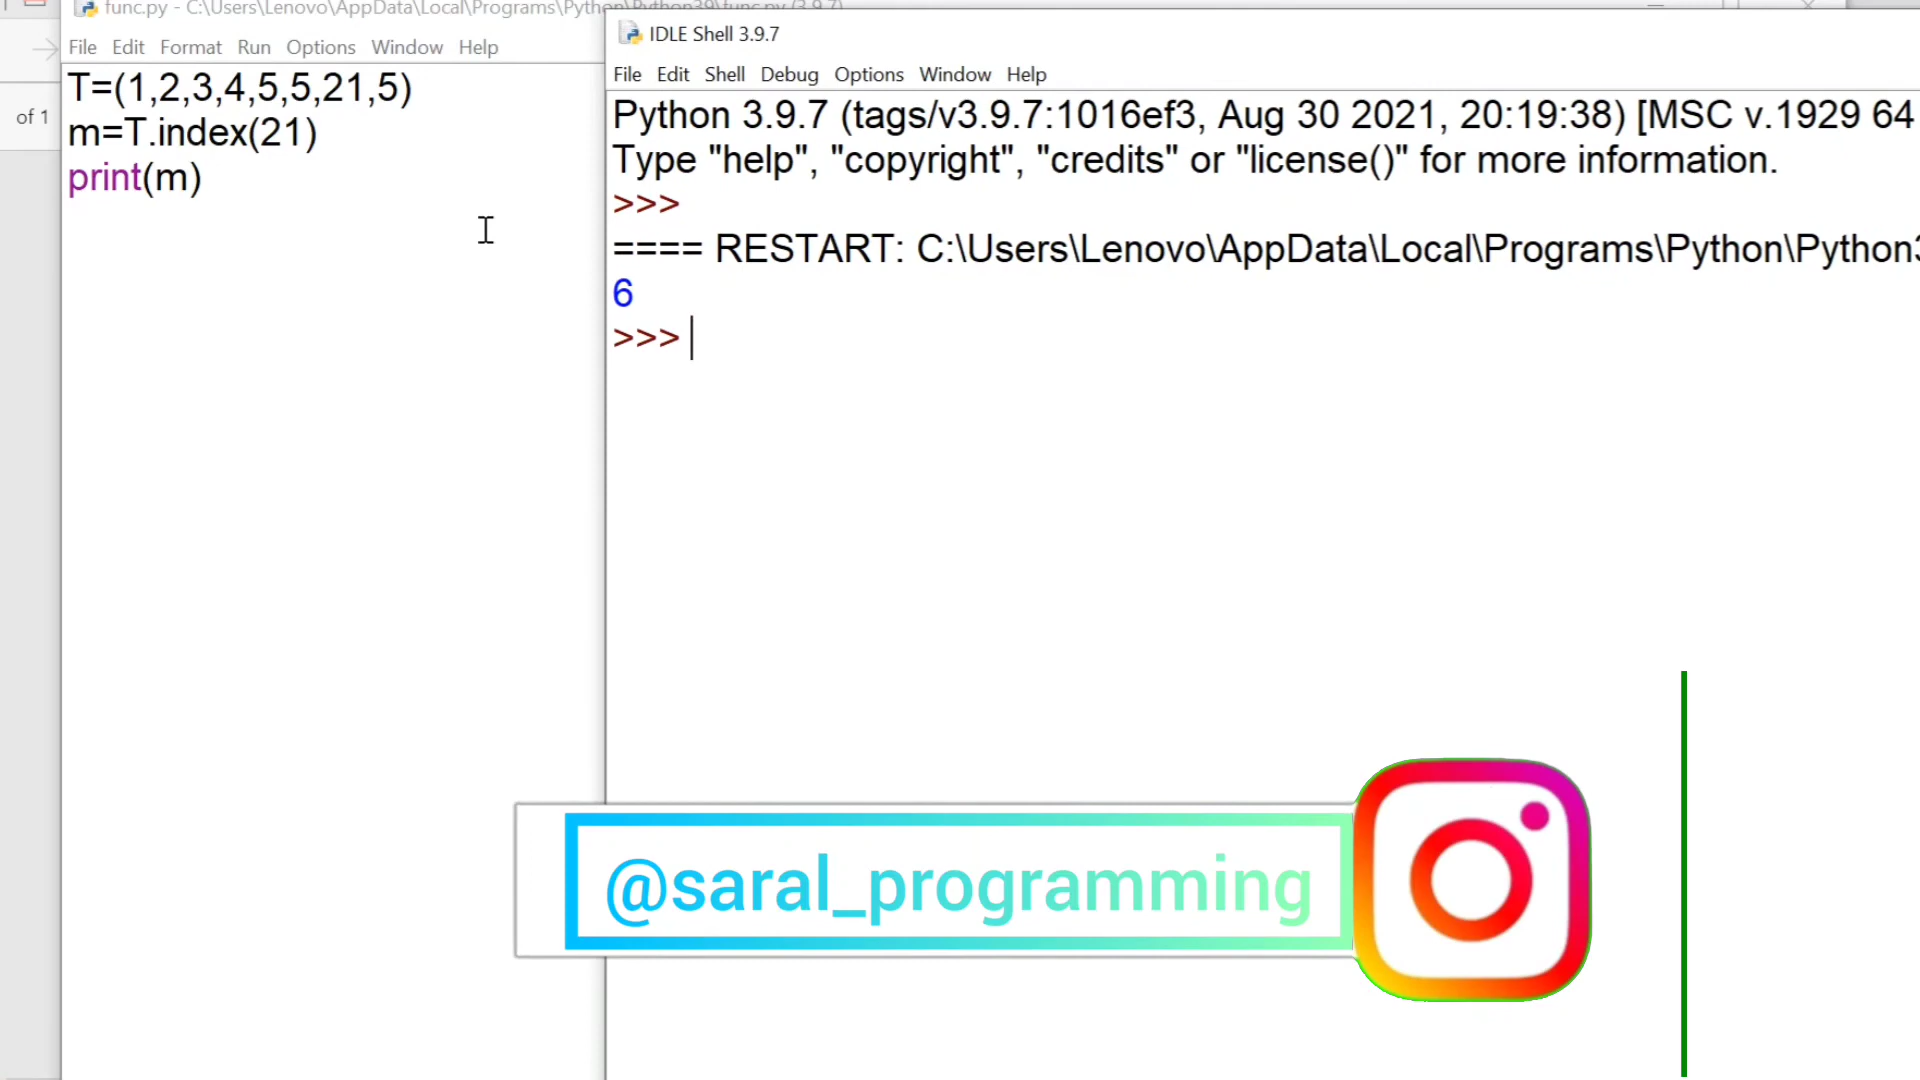 func.py - C:\Users\Lenovo\AppData\Local\Programs\Python\Python39\func.py (3.9.7)
File Edit Format Run Options Window Help
of 1
T=(1,2,3,4,5,5,21,5)
m=T.index(21)
print(m)
IDLE Shell 3.9.7
File Edit Shell Debug Options Window Help
Python 3.9.7 (tags/v3.9.7:1016ef3, Aug 30 2021, 20:19:38) [MSC v.1929 64
Type "help", "copyright", "credits" or "license()" for more information.
>>>
==== RESTART: C:\Users\Lenovo\AppData\Local\Programs\Python\Python3
6
>>>
@saral_programming